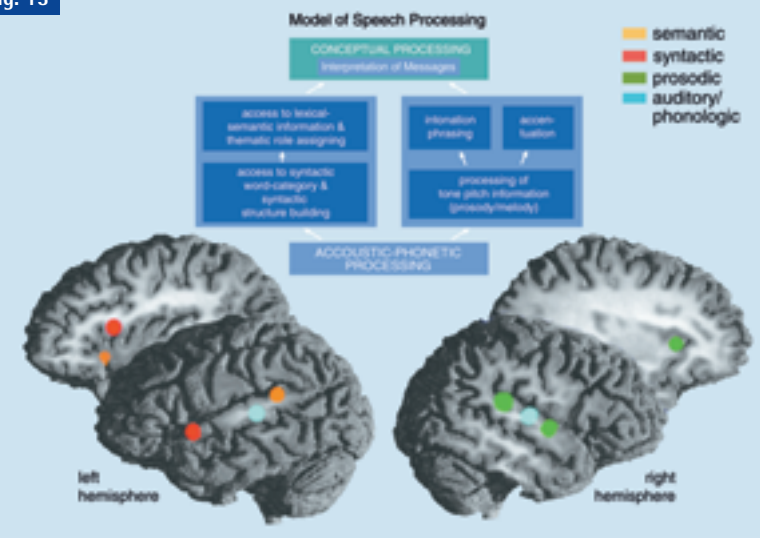 g. 15
Model of Speech Processing
CONCEPTUAL PROCESSING
Interpretation of Messages
semantic
syntactic
prosodic
auditory/
phonologic
access to lexical-
semantic information &
thematic role assigning
access to syntactic
word-category &
syntactic
structure building
intonation
phrasing
accen-
tuation
processing of
tone pitch information
(prosody/melody)
ACCOUSTIC-PHONETIC
PROCESSING
left
hemisphere
right
hemisphere